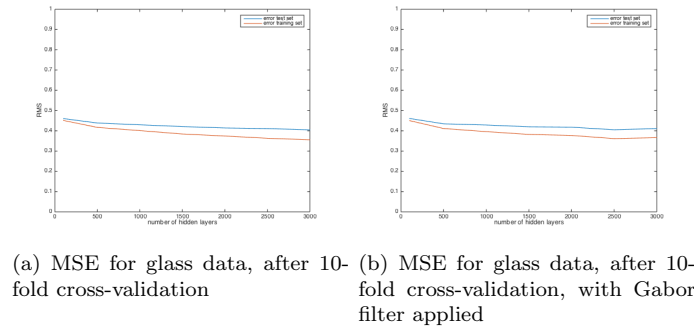 error test set
error training set
1
0.9
0.8
0.7
0.6
0.5
0.4
0.3
0.2
0.1
0
RMS
0 500 1000 1500 2000 2500 3000
number of hidden layers
error test set
error training set
1
0.9
0.8
0.7
0.6
0.5
0.4
0.3
0.2
0.1
0
RMS
0 500 1000 1500 2000 2500 3000
number of hidden layers
(a) MSE for glass data, after 10-
fold cross-validation
(b) MSE for glass data, after 10-
fold cross-validation, with Gabor
filter applied